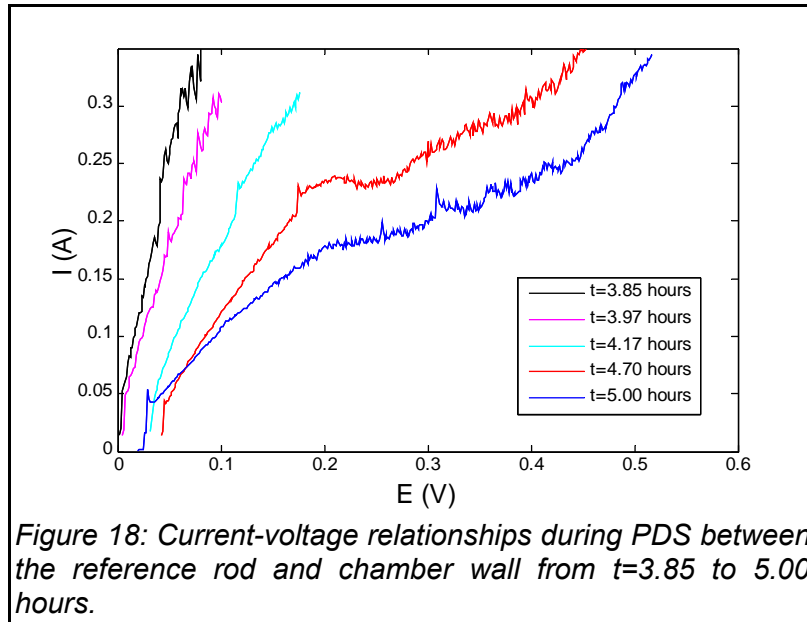 0.3
0.25
0.2
0.15
0.1
0.05
0
I (A)
t=3.85 hours
t=3.97 hours
t=4.17 hours
t=4.70 hours
t=5.00 hours
0 0.1 0.2 0.3 0.4 0.5 0.6
E (V)
Figure 18: Current-voltage relationships during PDS between
the reference rod and chamber wall from t=3.85 to 5.00
hours.